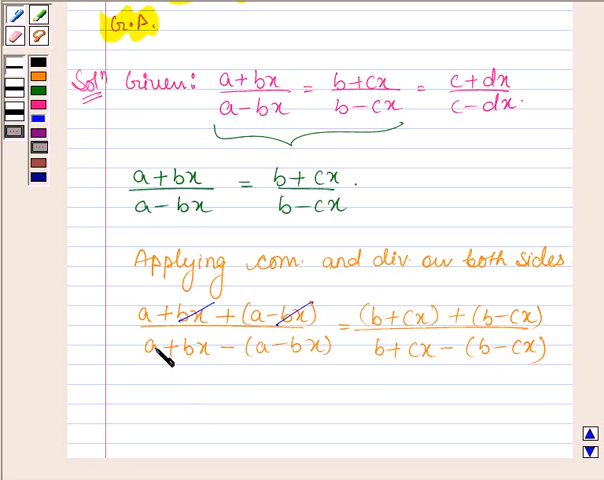 G.P.
Solⁿ Given: (a+bx)/(a-bx) = (b+cx)/(b-cx) = (c+dx)/(c-dx).
(a+bx)/(a-bx) = (b+cx)/(b-cx).
Applying com. and div. on both sides
(a+bx+(a-bx))/(a+bx-(a-bx)) = ((b+cx)+(b-cx))/(b+cx-(b-cx))